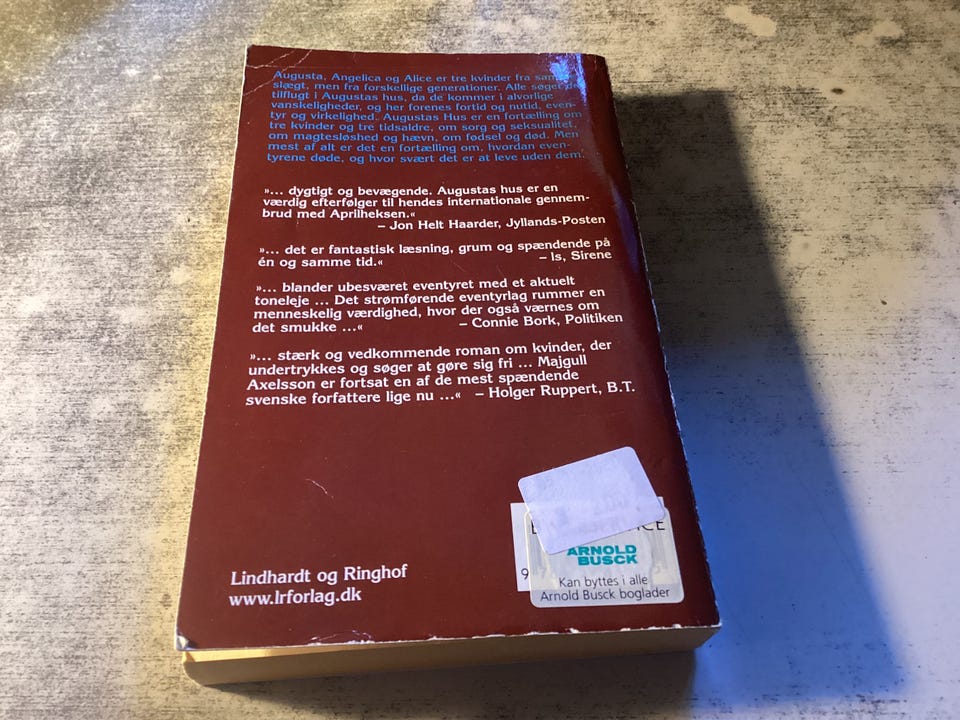 Augusta, Angelica og Alice er tre kvinder fra
slægt, men fra forskellige generationer. Alle søger
tilflugt i Augustas hus, da de kommer i alvorlige
vanskeligheder, og her forenes fortid og nutid, even-
tyr og virkelighed. Augustas Hus er en fortælling om
tre kvinder og tre tidsaldre, om sorg og seksualitet,
om magtesløshed og hævn, om fødsel og død. Men
mest af alt er det en fortælling om, hvordan even-
tyrene døde, og hvor svært det er at leve uden dem.
»... dygtigt og bevægende. Augustas hus er en
værdig efterfølger til hendes internationale gennem-
brud med Aprilheksen.«
– Jon Helt Haarder, Jyllands-Posten
»... det er fantastisk læsning, grum og spændende på
én og samme tid.« – Is, Sirene
»... blander ubesværet eventyret med et aktuelt
toneleje ... Det strømførende eventyrlag rummer en
menneskelig værdighed, hvor der også værnes om
det smukke ...« – Connie Bork, Politiken
»... stærk og vedkommende roman om kvinder, der
undertrykkes og søger at gøre sig fri ... Majgull
Axelsson er fortsat en af de mest spændende
svenske forfattere lige nu ...« – Holger Ruppert, B.T.
Lindhardt og Ringhof
www.lrforlag.dk
9
ARNOLD
BUSCK
Kan byttes i alle
Arnold Busck boglader